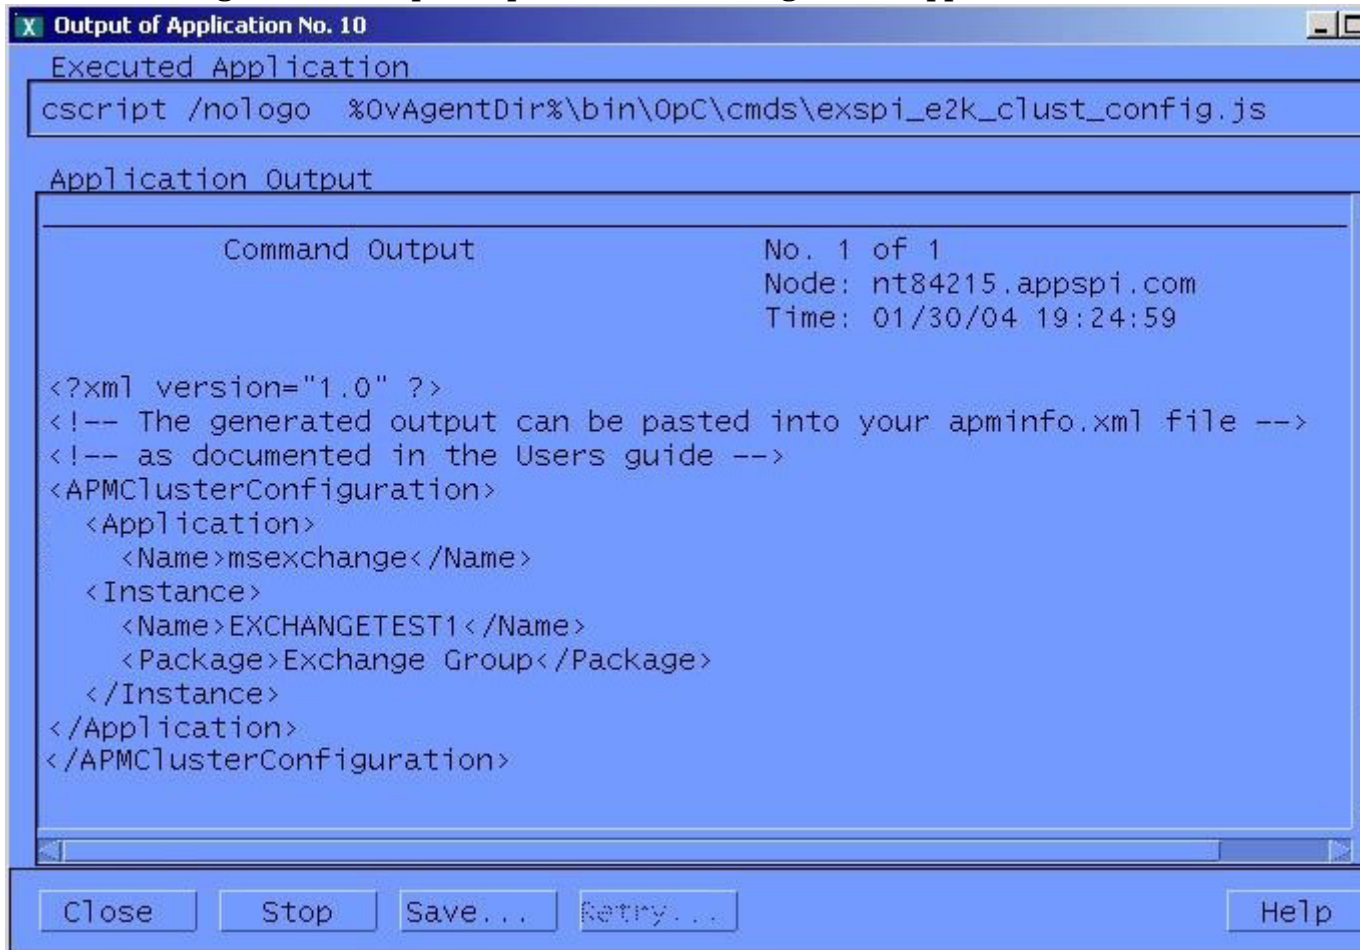 Output of Application No. 10
Executed Application
cscript /nologo  %OvAgentDir%\bin\OpC\cmds\exspi_e2k_clust_config.js
Application Output
Command Output No. 1 of 1
Node: nt84215.appspi.com
Time: 01/30/04 19:24:59
<?xml version="1.0" ?>
<!-- The generated output can be pasted into your apminfo.xml file -->
<!-- as documented in the Users guide -->
<APMClusterConfiguration>
  <Application>
    <Name>msexchange</Name>
  <Instance>
    <Name>EXCHANGETEST1</Name>
    <Package>Exchange Group</Package>
  </Instance>
</Application>
</APMClusterConfiguration>
Close Stop Save... Retry... Help